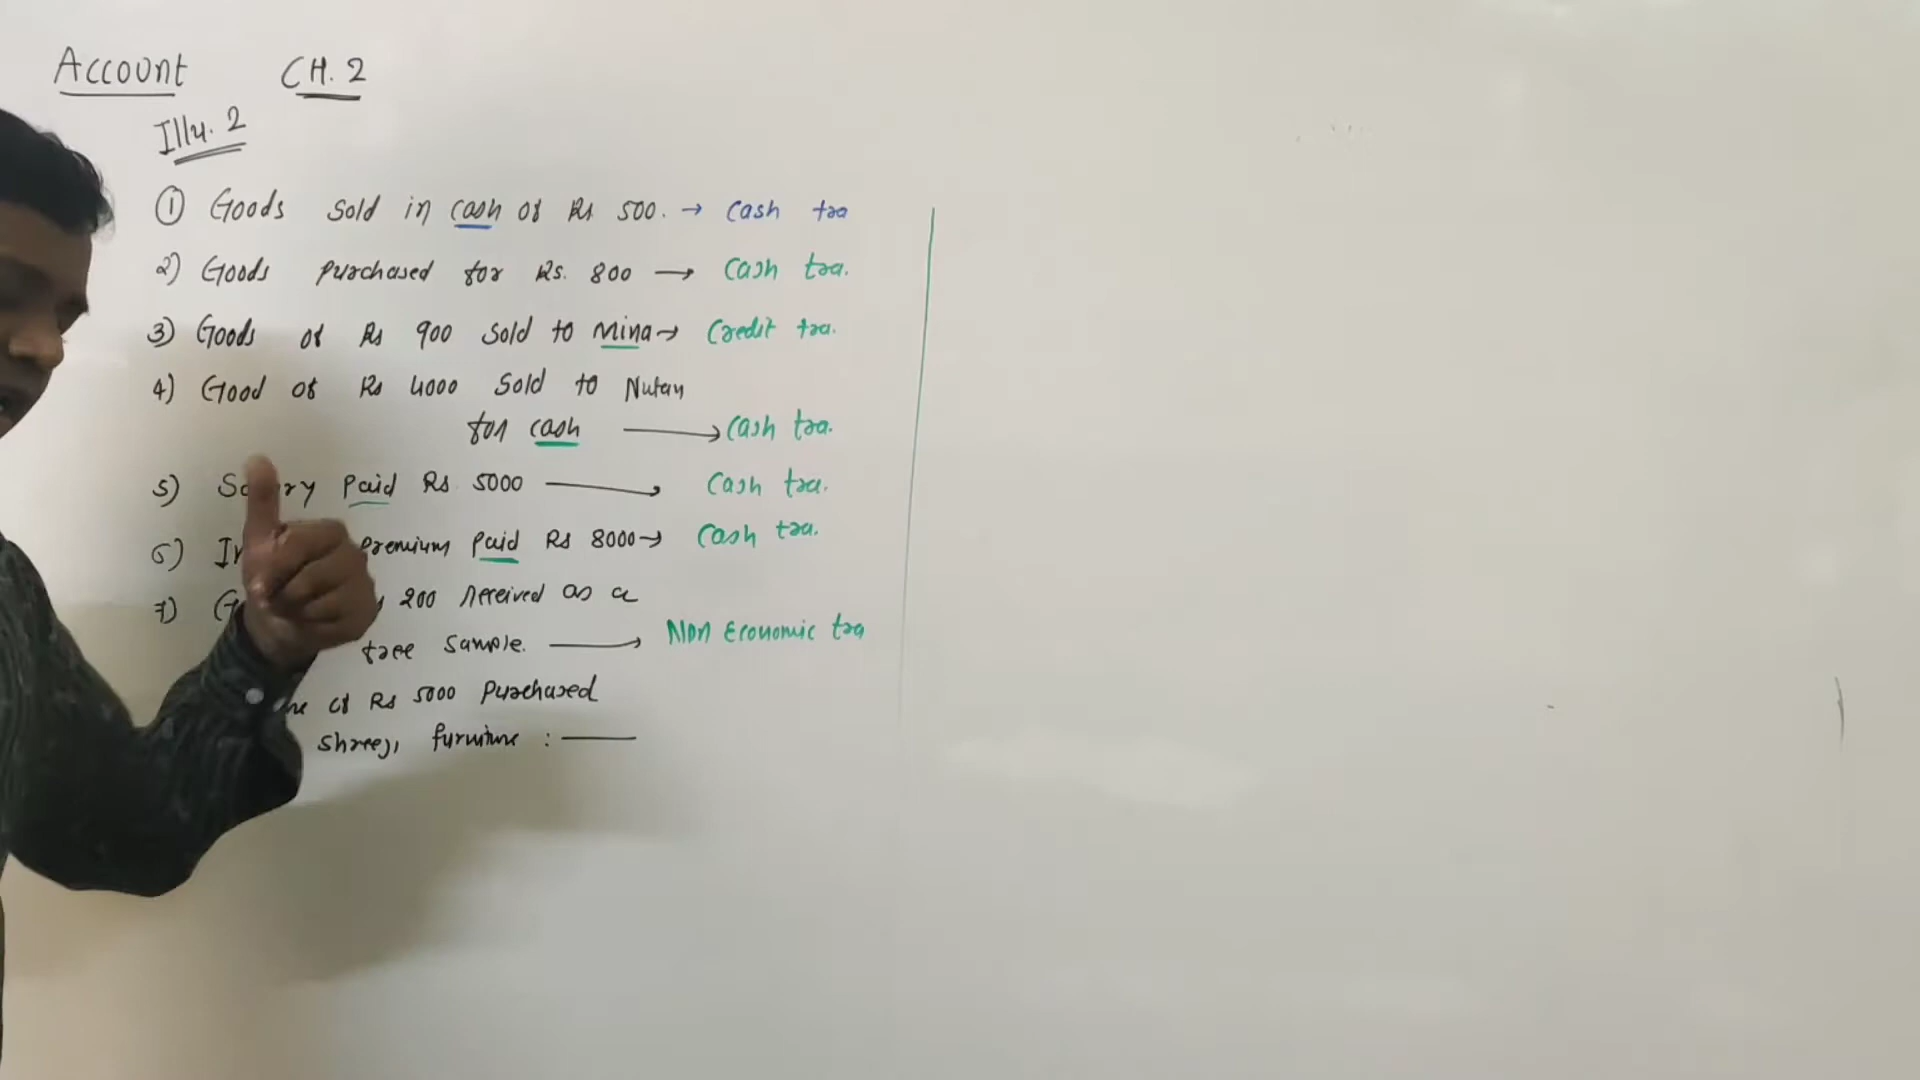 Account CH. 2
Illu. 2
① Goods Sold in cash of Rs 500. → Cash tra
2) Goods purchased for Rs. 800 → Cash tra.
3) Goods of Rs 900 Sold to Mina → Credit tra.
4) Good of Rs 4000 Sold to Nutan
for cash → Cash tra.
5) Paid Rs. 5000 → Cash tra.
6) Premium Paid Rs 8000 → Cash tra.
7) 200 received as a
free Sample. → Non Economic tra
of Rs 5000 Purchased
Shreeji furniture : —